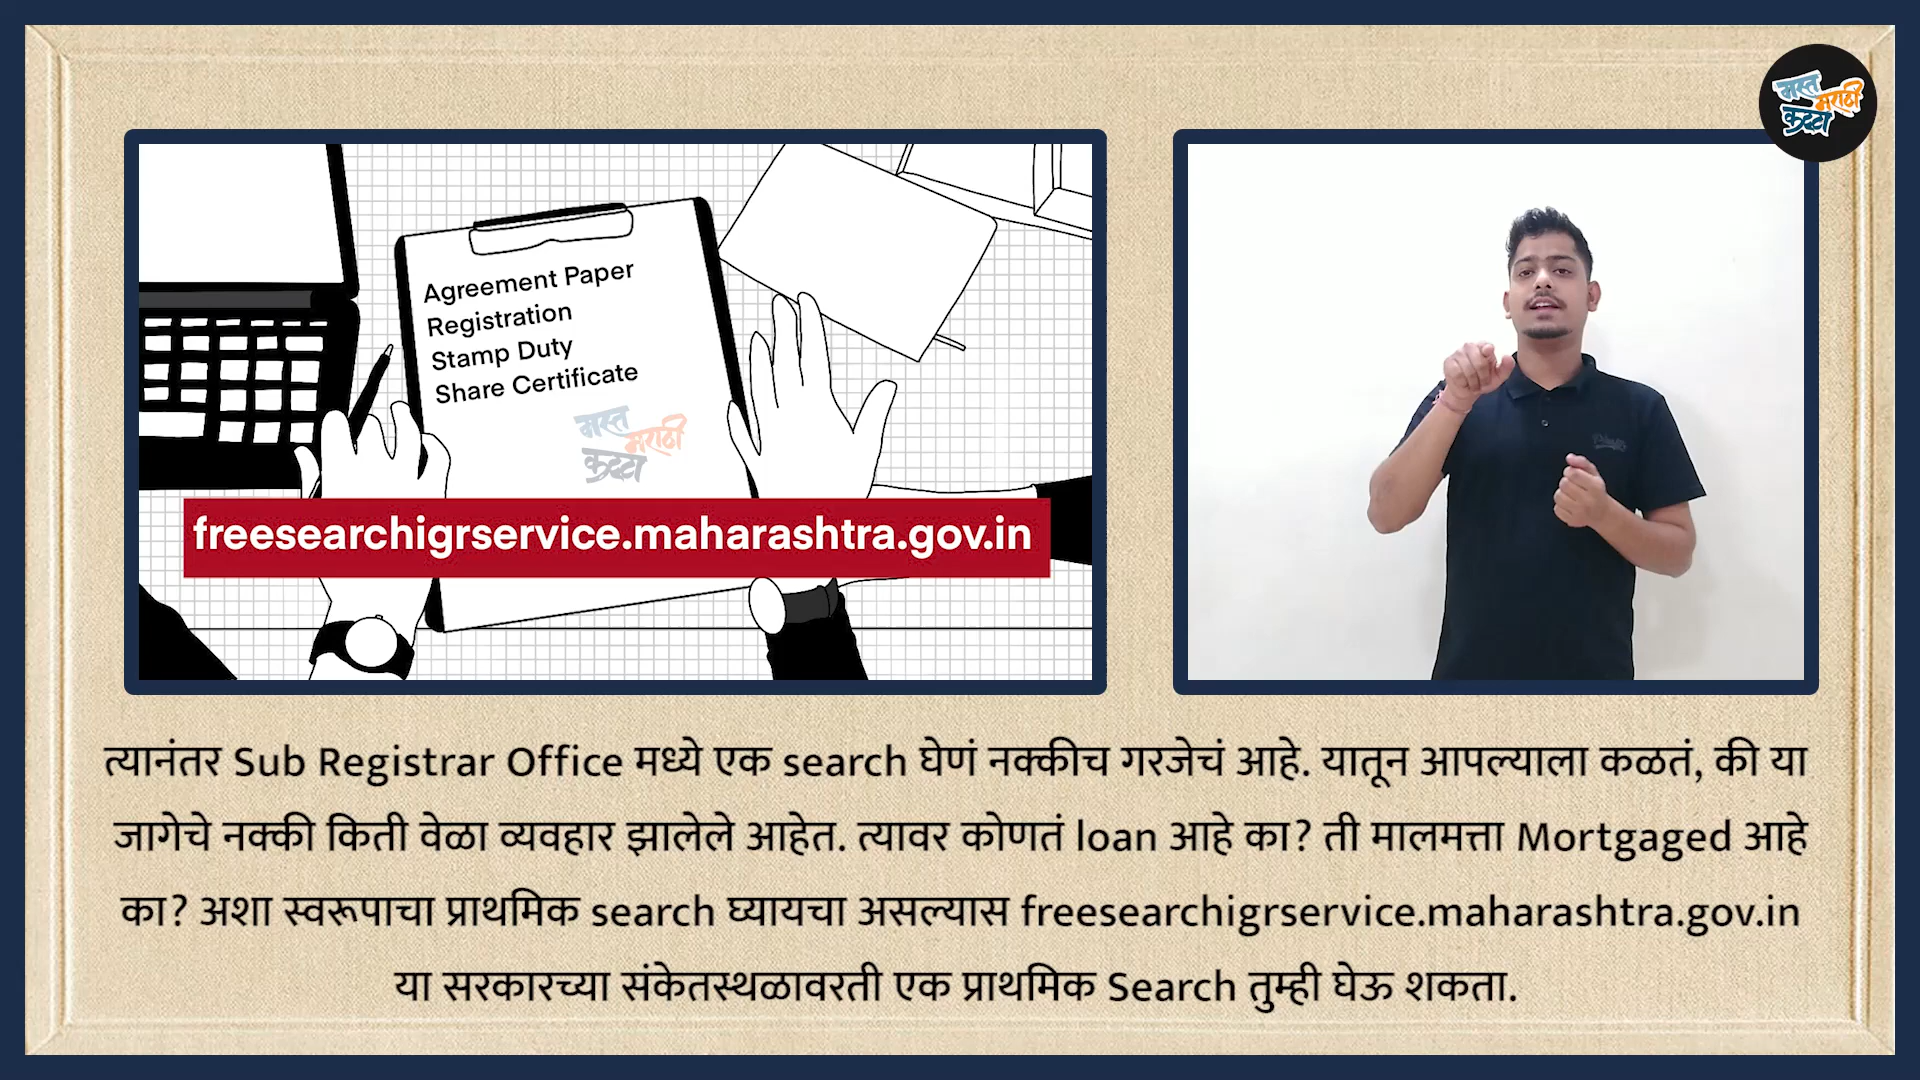 मस्त
मराठी
कट्टा
Agreement Paper
Registration
Stamp Duty
Share Certificate
मस्त
मराठी
कट्टा
freesearchigrservice.maharashtra.gov.in
त्यानंतर Sub Registrar Office मध्ये एक search घेणं नक्कीच गरजेचं आहे. यातून आपल्याला कळतं, की या
जागेचे नक्की किती वेळा व्यवहार झालेले आहेत. त्यावर कोणतं loan आहे का? ती मालमत्ता Mortgaged आहे
का? अशा स्वरूपाचा प्राथमिक search घ्यायचा असल्यास freesearchigrservice.maharashtra.gov.in
या सरकारच्या संकेतस्थळावरती एक प्राथमिक Search तुम्ही घेऊ शकता.